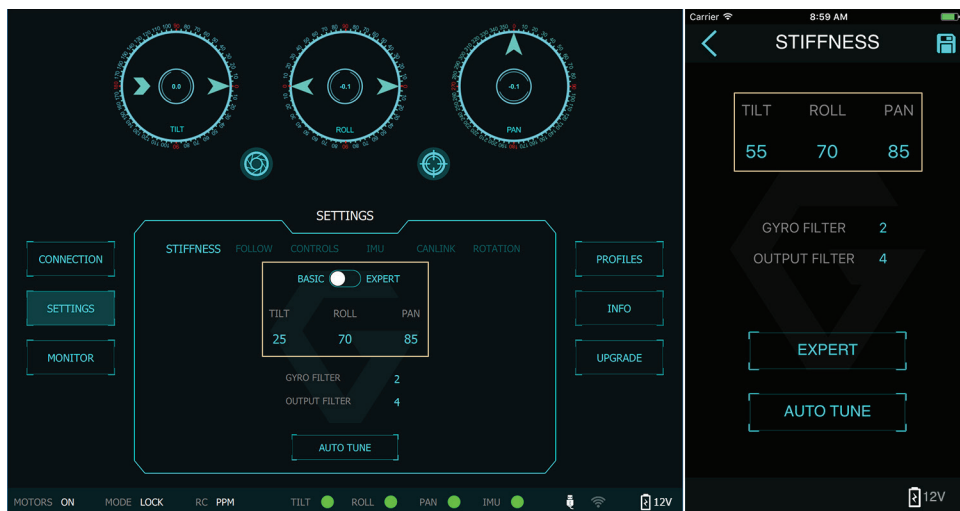 0.0
TILT
-0.1
ROLL
-0.1
PAN
SETTINGS
STIFFNESS FOLLOW CONTROLS IMU CANLINK ROTATION
BASIC EXPERT
TILT ROLL PAN
25 70 85
GYRO FILTER 2
OUTPUT FILTER 4
AUTO TUNE
CONNECTION
SETTINGS
MONITOR
PROFILES
INFO
UPGRADE
MOTORS ON MODE LOCK RC PPM TILT ROLL PAN IMU 12V
Carrier 8:59 AM
STIFFNESS
TILT ROLL PAN
55 70 85
GYRO FILTER 2
OUTPUT FILTER 4
EXPERT
AUTO TUNE
12V